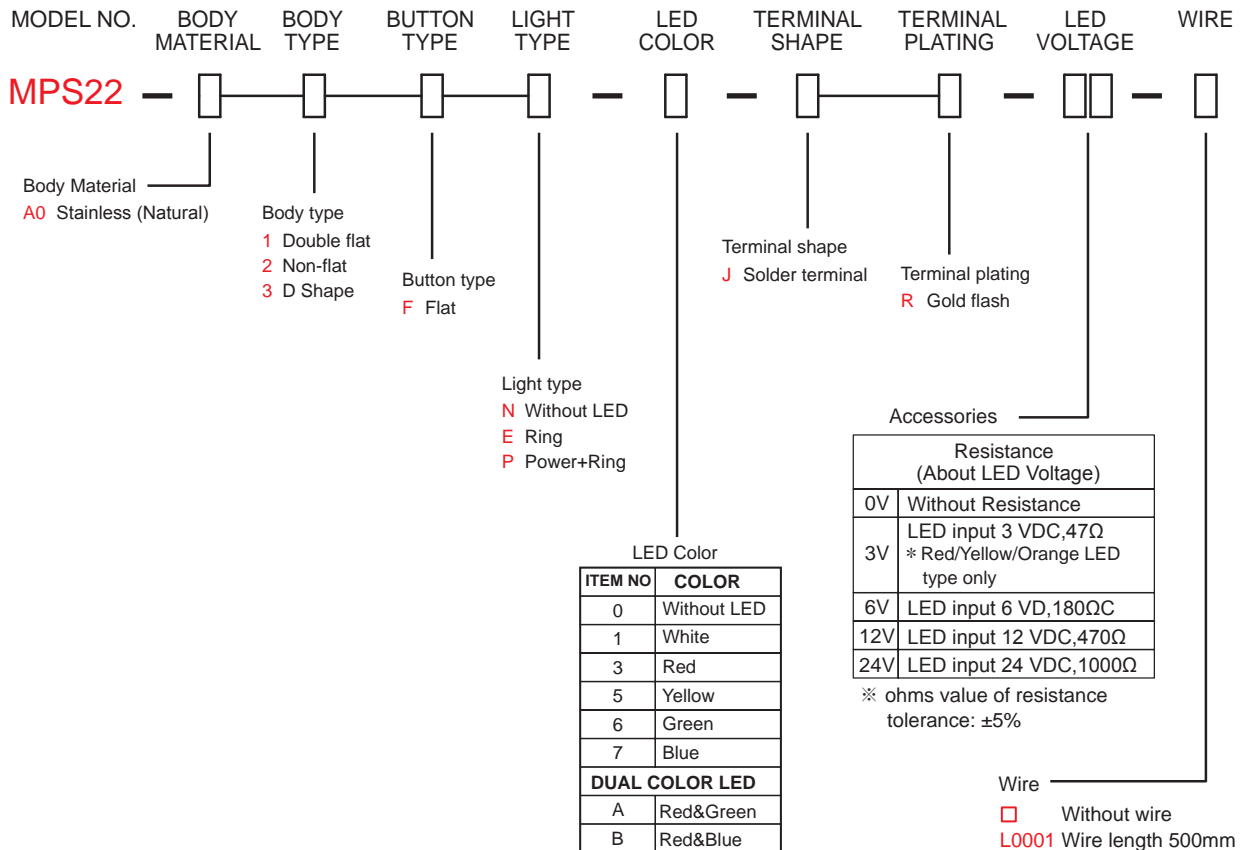 MODEL NO. BODY MATERIAL BODY TYPE BUTTON TYPE LIGHT TYPE LED COLOR TERMINAL SHAPE TERMINAL PLATING LED VOLTAGE WIRE
MPS22
Body Material
A0 Stainless (Natural)
Body type
1 Double flat
2 Non-flat
3 D Shape
Button type
F Flat
Light type
N Without LED
E Ring
P Power+Ring
LED Color
ITEM NO COLOR
0 Without LED
1 White
3 Red
5 Yellow
6 Green
7 Blue
DUAL COLOR LED
A Red&Green
B Red&Blue
Terminal shape
J Solder terminal
Terminal plating
R Gold flash
Accessories
Resistance
(About LED Voltage)
0V Without Resistance
3V LED input 3 VDC,47Ω
* Red/Yellow/Orange LED
type only
6V LED input 6 VD,180ΩC
12V LED input 12 VDC,470Ω
24V LED input 24 VDC,1000Ω
※ ohms value of resistance
tolerance: ±5%
Wire
□ Without wire
L0001 Wire length 500mm